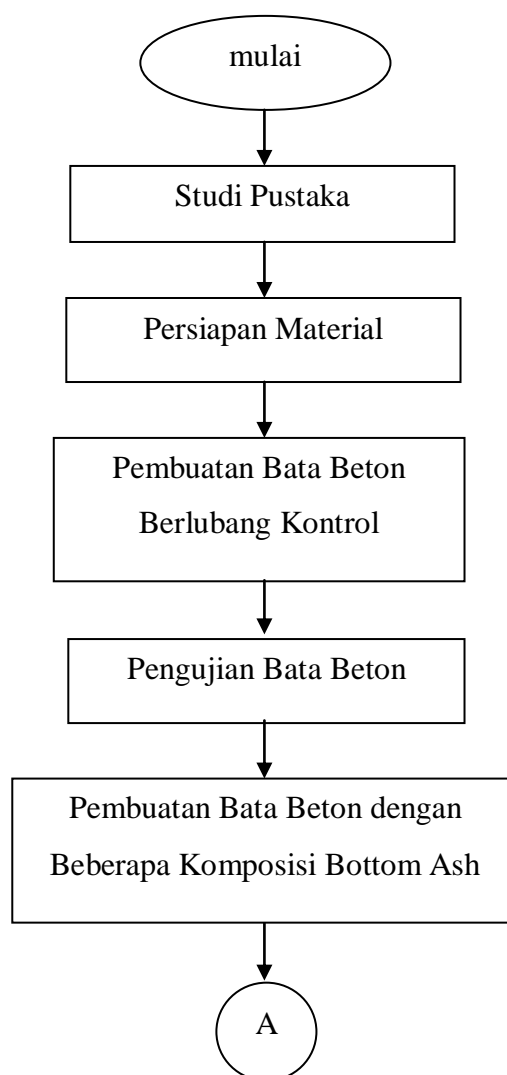 mulai
Studi Pustaka
Persiapan Material
Pembuatan Bata Beton
Berlubang Kontrol
Pengujian Bata Beton
Pembuatan Bata Beton dengan
Beberapa Komposisi Bottom Ash
A